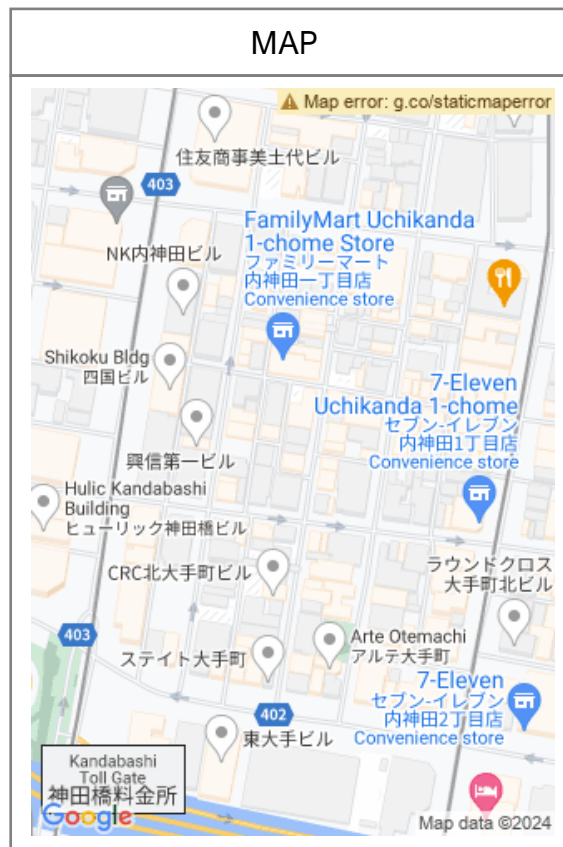 MAP
Map error: g.co/staticmaperror
住友商事美土代ビル
403
FamilyMart Uchikanda
1-chome Store
ファミリーマート
内神田一丁目店
Convenience store
NK内神田ビル
Shikoku Bldg
四国ビル
7-Eleven
Uchikanda 1-chome
セブン-イレブン
内神田1丁目店
Convenience store
興信第一ビル
Hulic Kandabashi
Building
ヒューリック神田橋ビル
CRC北大手町ビル
ラウンドクロス
大手町北ビル
403
Arte Otemachi
アルテ大手町
ステイト大手町
7-Eleven
セブン-イレブン
内神田2丁目店
Convenience store
402
東大手ビル
Kandabashi
Toll Gate
神田橋料金所
Google
Map data ©2024